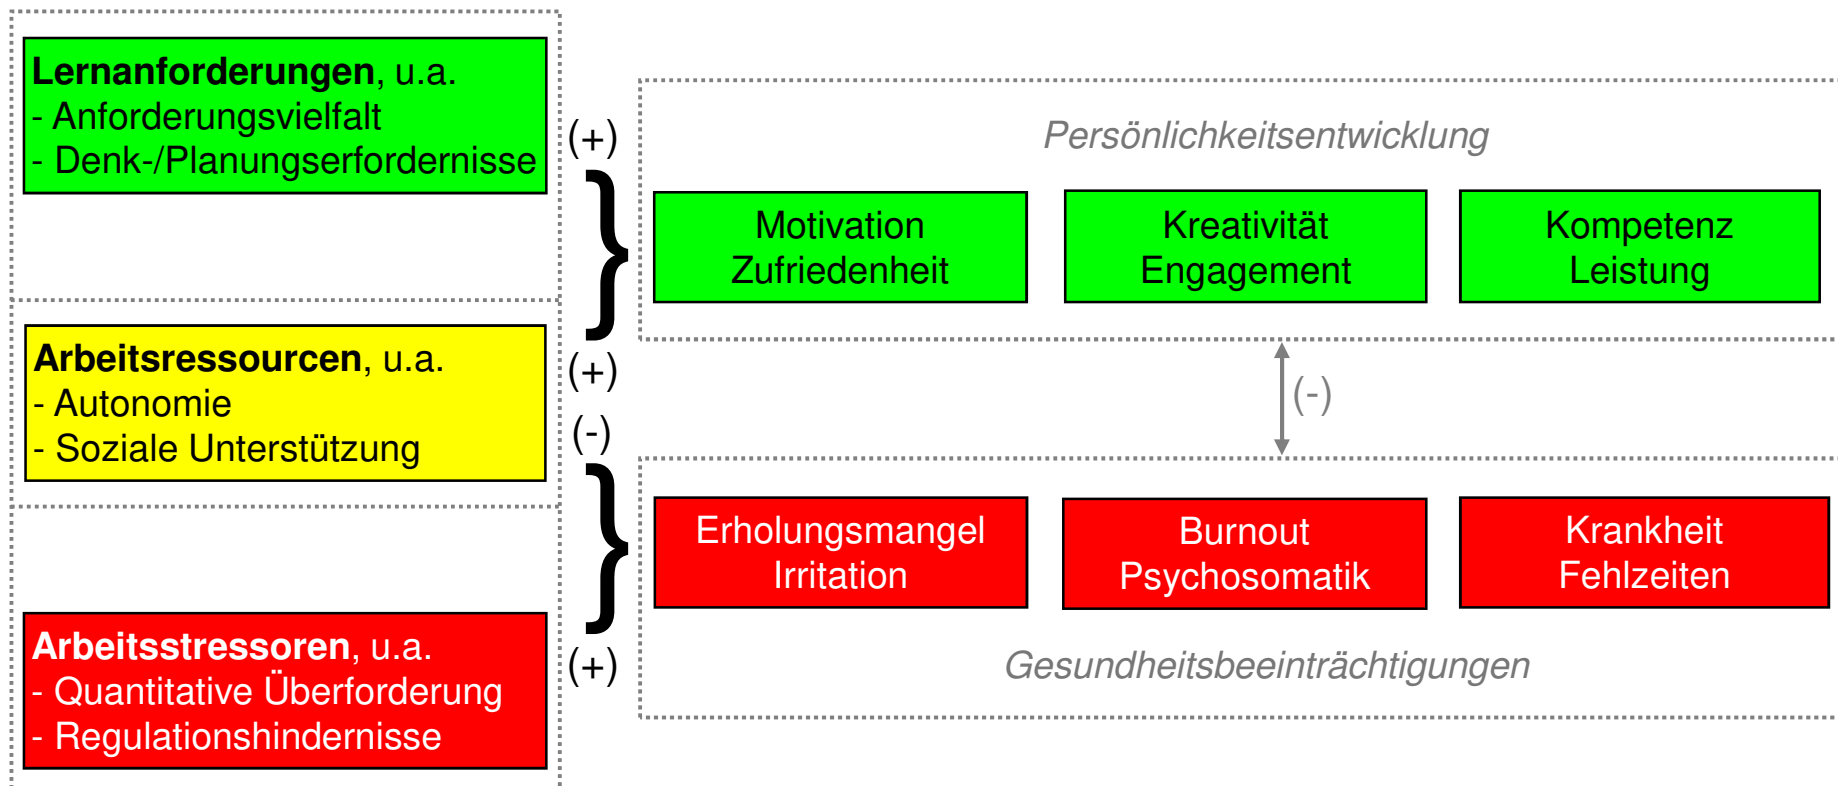 Lernanforderungen, u.a.
- Anforderungsvielfalt
- Denk-/Planungserfordernisse
Arbeitsressourcen, u.a.
- Autonomie
- Soziale Unterstützung
Arbeitsstressoren, u.a.
- Quantitative Überforderung
- Regulationshindernisse
(+)
}
(+)
(-)
}
(+)
Persönlichkeitsentwicklung
Motivation
Zufriedenheit
Kreativität
Engagement
Kompetenz
Leistung
(-)
Erholungsmangel
Irritation
Burnout
Psychosomatik
Krankheit
Fehlzeiten
Gesundheitsbeeinträchtigungen